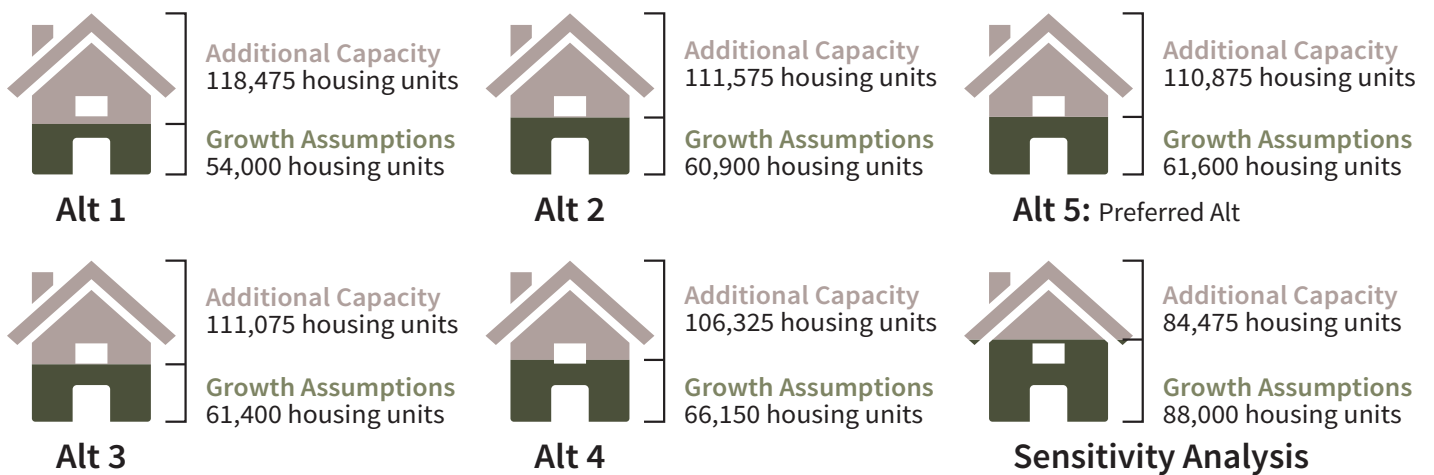 Additional Capacity
118,475 housing units
Growth Assumptions
54,000 housing units
Alt 1
Additional Capacity
111,575 housing units
Growth Assumptions
60,900 housing units
Alt 2
Additional Capacity
110,875 housing units
Growth Assumptions
61,600 housing units
Alt 5: Preferred Alt
Additional Capacity
111,075 housing units
Growth Assumptions
61,400 housing units
Alt 3
Additional Capacity
106,325 housing units
Growth Assumptions
66,150 housing units
Alt 4
Additional Capacity
84,475 housing units
Growth Assumptions
88,000 housing units
Sensitivity Analysis